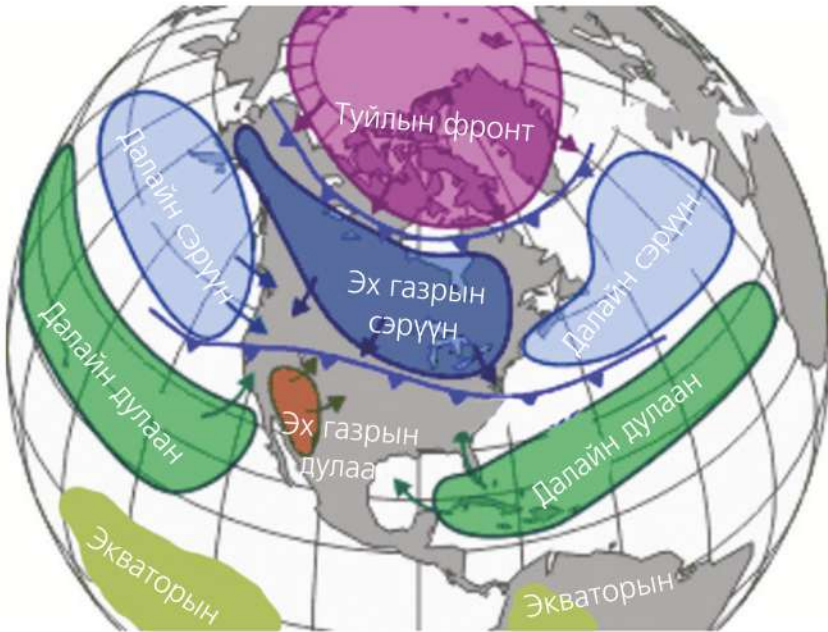 Туйлын фронт
Далайн сэрүүн
Далайн дулаан
Эх газрын
сэрүүн
Далайн сэрүүн
Далайн дулаан
Эх газрын
дулаа
Экваторын
Экваторын